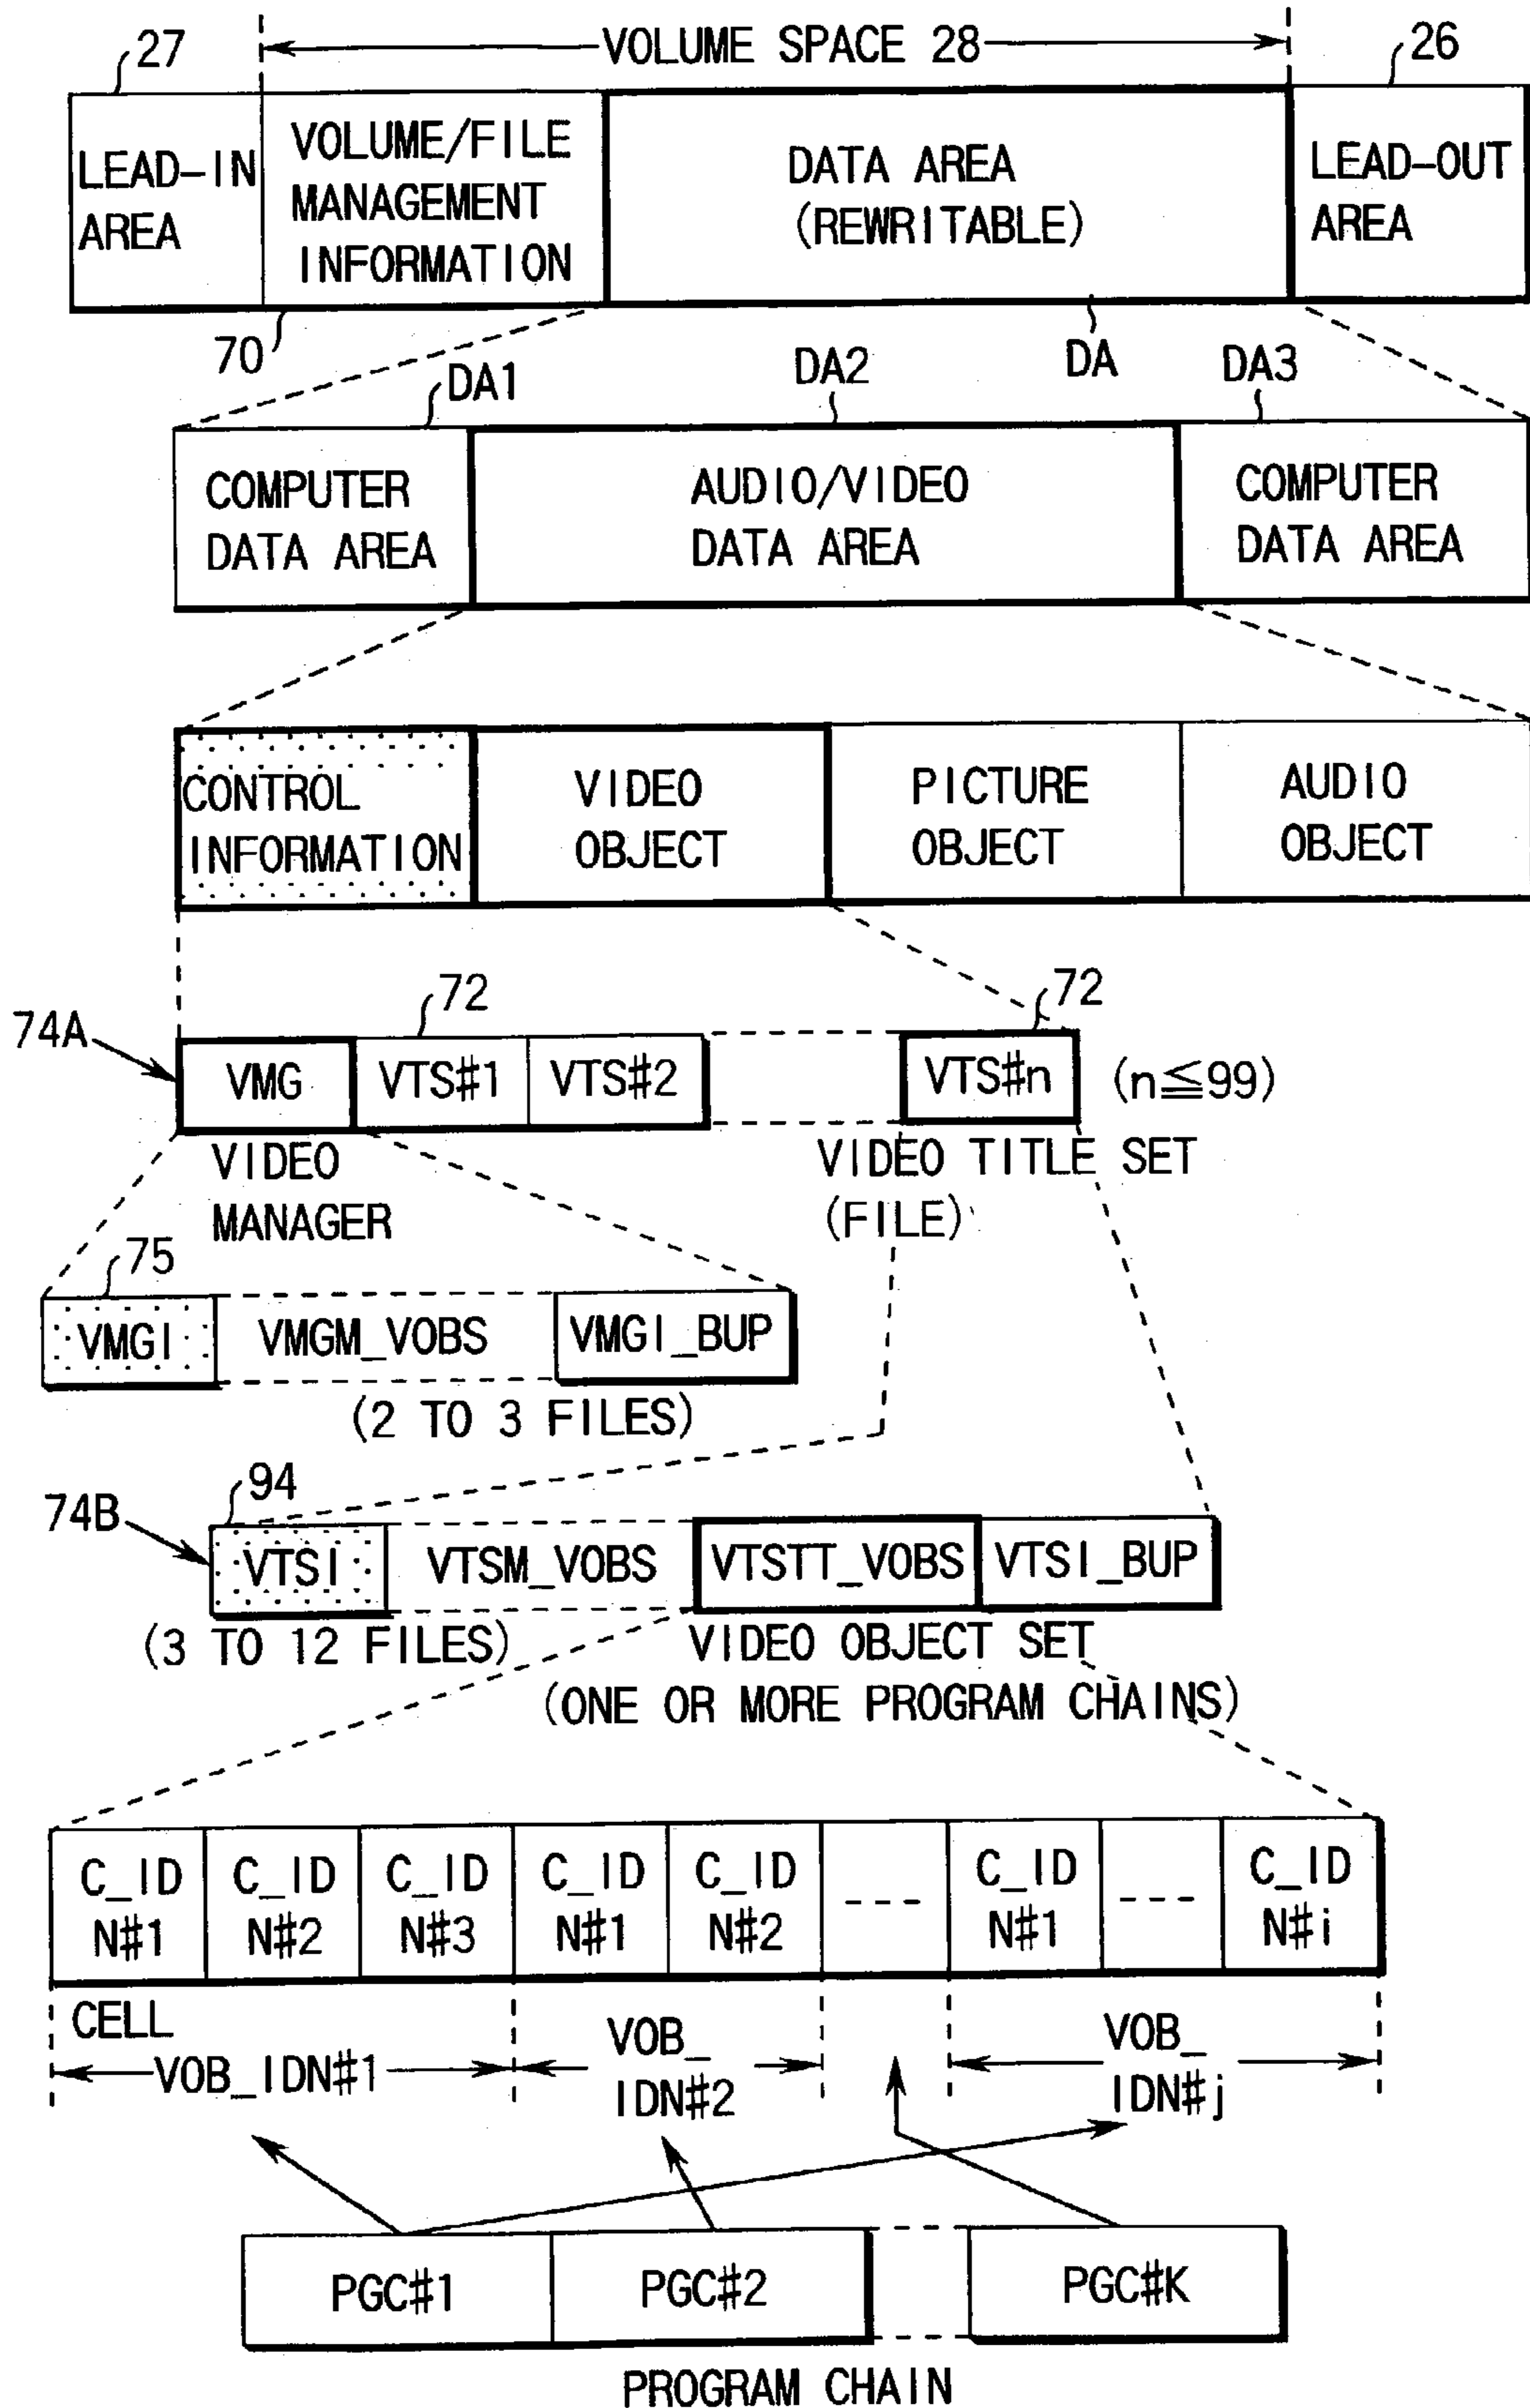 27
VOLUME SPACE 28
26
LEAD-IN
AREA
VOLUME/FILE
MANAGEMENT
INFORMATION
DATA AREA
(REWRITABLE)
LEAD-OUT
AREA
70
DA1
DA2
DA
DA3
COMPUTER
DATA AREA
AUDIO/VIDEO
DATA AREA
COMPUTER
DATA AREA
CONTROL
INFORMATION
VIDEO
OBJECT
PICTURE
OBJECT
AUDIO
OBJECT
74A
72
72
VMG
VTS#1
VTS#2
VTS#n
(n≦99)
VIDEO
MANAGER
VIDEO TITLE SET
(FILE)
75
VMGI
VMGM_VOBS
VMGI_BUP
(2 TO 3 FILES)
94
74B
VTSI
VTSM_VOBS
VTSTT_VOBS
VTSI_BUP
(3 TO 12 FILES)
VIDEO OBJECT SET
(ONE OR MORE PROGRAM CHAINS)
C_ID
N#1
C_ID
N#2
C_ID
N#3
C_ID
N#1
C_ID
N#2
----
C_ID
N#1
----
C_ID
N#i
CELL
VOB_IDN#1
VOB_
IDN#2
VOB_
IDN#j
PGC#1
PGC#2
PGC#K
PROGRAM CHAIN